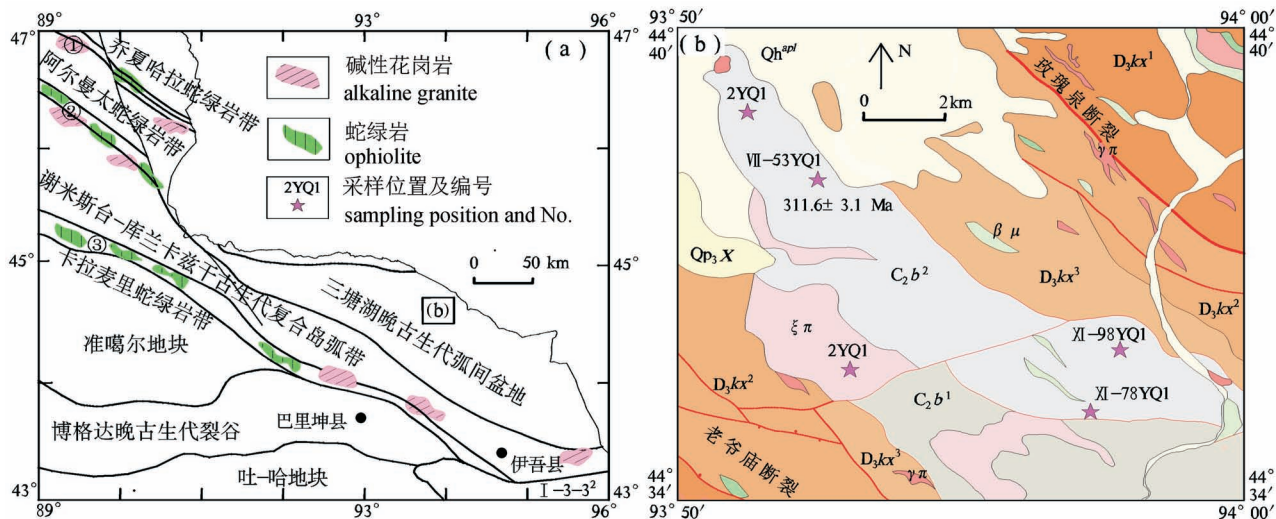 89°
93°
96°
47°
47°
45°
45°
43°
43°
89°
93°
96°
(a)
①
乔夏哈拉蛇绿岩带
阿尔曼太蛇绿岩带
②
谢米斯台-库兰卡兹干古生代复合岛弧带
③
卡拉麦里蛇绿岩带
准噶尔地块
三塘湖晚古生代弧间盆地
(b)
博格达晚古生代裂谷
巴里坤县
伊吾县
吐-哈地块
I-3-3²
碱性花岗岩
alkaline granite
蛇绿岩
ophiolite
2YQ1
采样位置及编号
sampling position and No.
0 50 km
93°50′
94°00′
44°
40′
44°
40′
(b)
Qhᵃᵖˡ
N
0 2km
D₃kx¹
玫瑰泉断裂
2YQ1
Ⅶ-53YQ1
311.6± 3.1 Ma
γπ
βμ
Qp₃X
C₂b²
D₃kx³
D₃kx²
ξπ
2YQ1
Ⅺ-98YQ1
Ⅺ-78YQ1
D₃kx²
C₂b¹
老爷庙断裂
D₃kx³
γπ
44°
34′
44°
34′
93°50′
94°00′